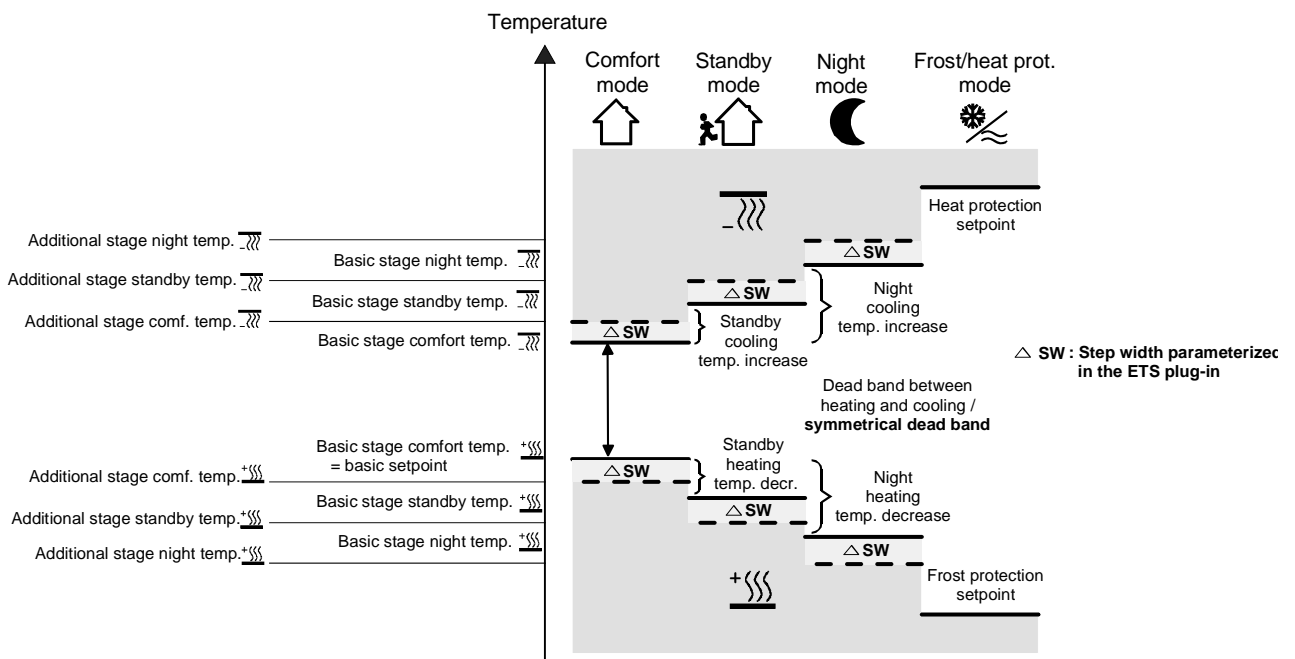 Temperature
Comfort
mode
Standby
mode
Night
mode
Frost/heat prot.
mode
Heat protection
setpoint
Additional stage night temp.
Basic stage night temp.
Additional stage standby temp.
Basic stage standby temp.
Additional stage comf. temp.
Basic stage comfort temp.
△ SW
△ SW
△ SW
Standby
cooling
temp. increase
Night
cooling
temp. increase
△ SW : Step width parameterized
in the ETS plug-in
Dead band between
heating and cooling /
symmetrical dead band
Basic stage comfort temp.
= basic setpoint
Additional stage comf. temp.
Basic stage standby temp.
Additional stage standby temp.
Basic stage night temp.
Additional stage night temp.
△ SW
△ SW
△ SW
Standby
heating
temp. decr.
Night
heating
temp. decrease
Frost protection
setpoint